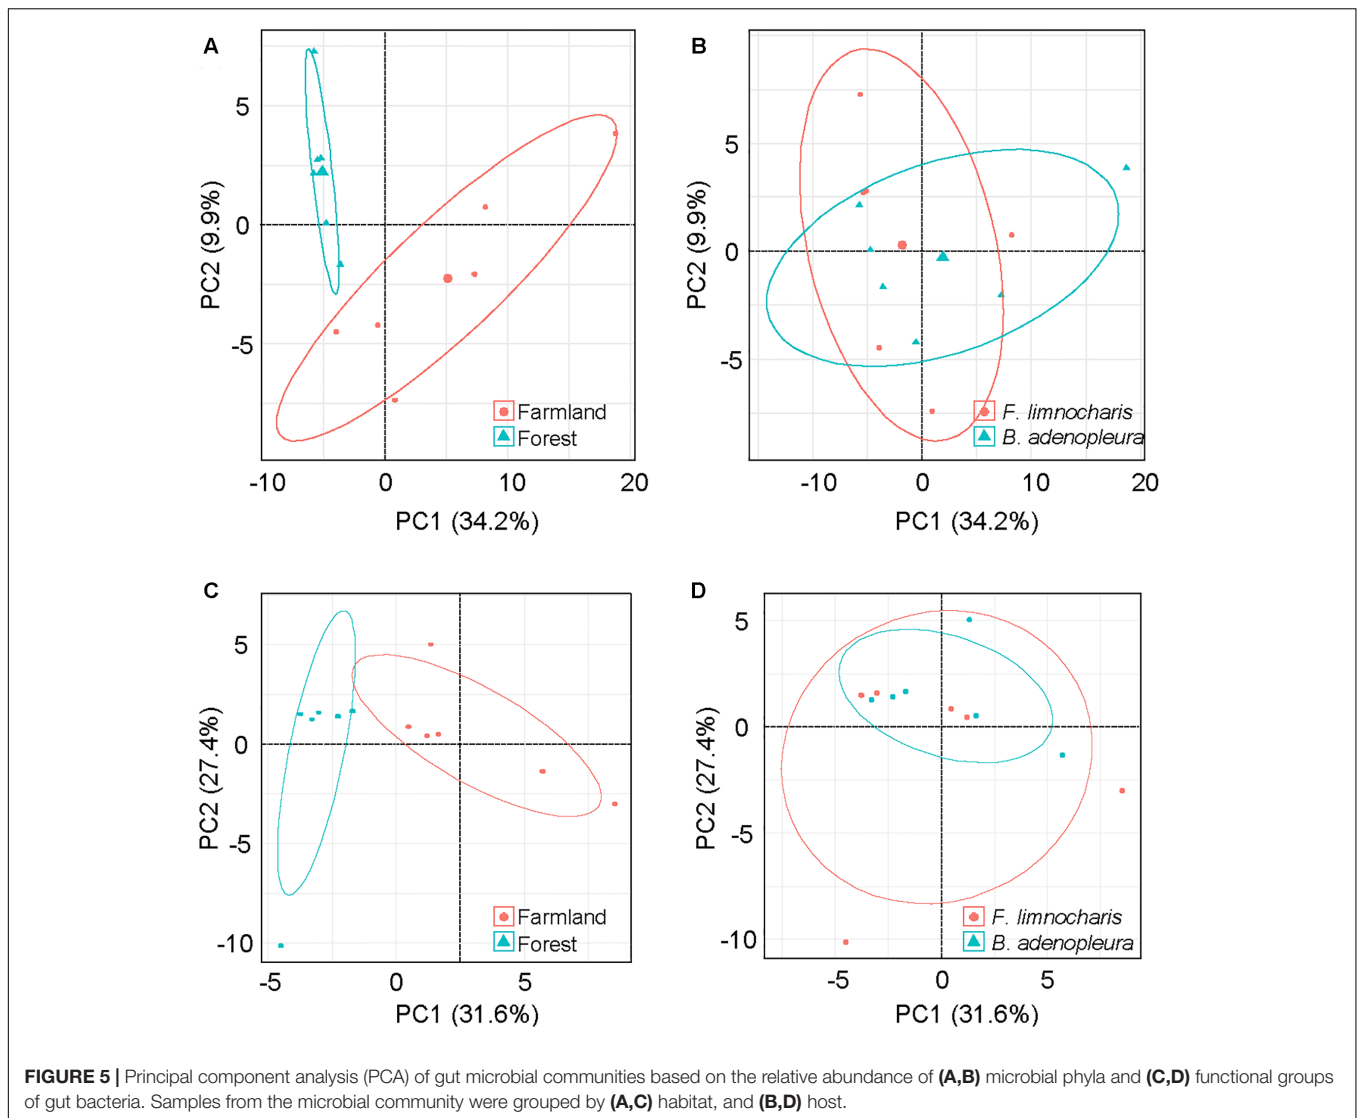 A
5
0
-5
-10
0
10
20
PC2 (9.9%)
PC1 (34.2%)
Farmland
Forest
B
5
0
-5
-10
0
10
20
PC2 (9.9%)
PC1 (34.2%)
F. limnocharis
B. adenopleura
C
5
0
-5
-10
-5
0
5
PC2 (27.4%)
PC1 (31.6%)
Farmland
Forest
D
5
0
-5
-10
-5
0
5
PC2 (27.4%)
PC1 (31.6%)
F. limnocharis
B. adenopleura
FIGURE 5 | Principal component analysis (PCA) of gut microbial communities based on the relative abundance of (A,B) microbial phyla and (C,D) functional groups
of gut bacteria. Samples from the microbial community were grouped by (A,C) habitat, and (B,D) host.